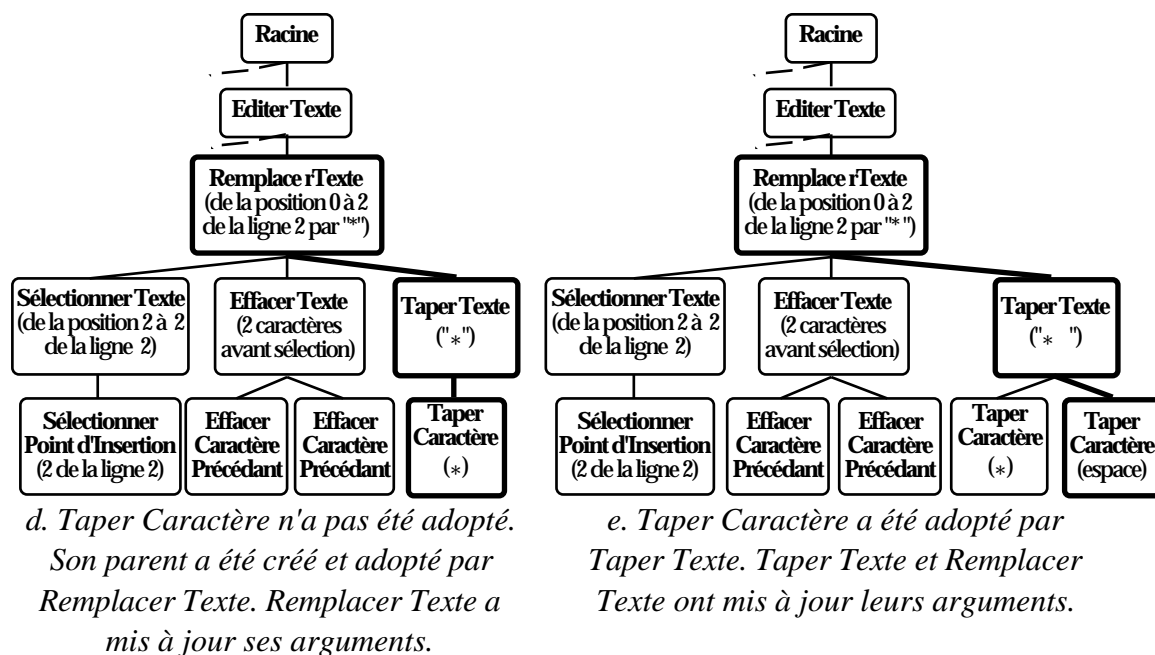 Racine
Editer Texte
Remplace rTexte
(de la position 0 à 2
de la ligne 2 par "*")
Sélectionner Texte
(de la position 2 à 2
de la ligne 2)
Effacer Texte
(2 caractères
avant sélection)
Taper Texte
("*")
Sélectionner
Point d'Insertion
(2 de la ligne 2)
Effacer
Caractère
Précédant
Effacer
Caractère
Précédant
Taper
Caractère
(*)
d. Taper Caractère n'a pas été adopté.
Son parent a été créé et adopté par
Remplacer Texte. Remplacer Texte a
mis à jour ses arguments.
Racine
Editer Texte
Remplace rTexte
(de la position 0 à 2
de la ligne 2 par "* ")
Sélectionner Texte
(de la position 2 à 2
de la ligne 2)
Effacer Texte
(2 caractères
avant sélection)
Taper Texte
("* ")
Sélectionner
Point d'Insertion
(2 de la ligne 2)
Effacer
Caractère
Précédant
Effacer
Caractère
Précédant
Taper
Caractère
(*)
Taper
Caractère
(espace)
e. Taper Caractère a été adopté par
Taper Texte. Taper Texte et Remplacer
Texte ont mis à jour leurs arguments.